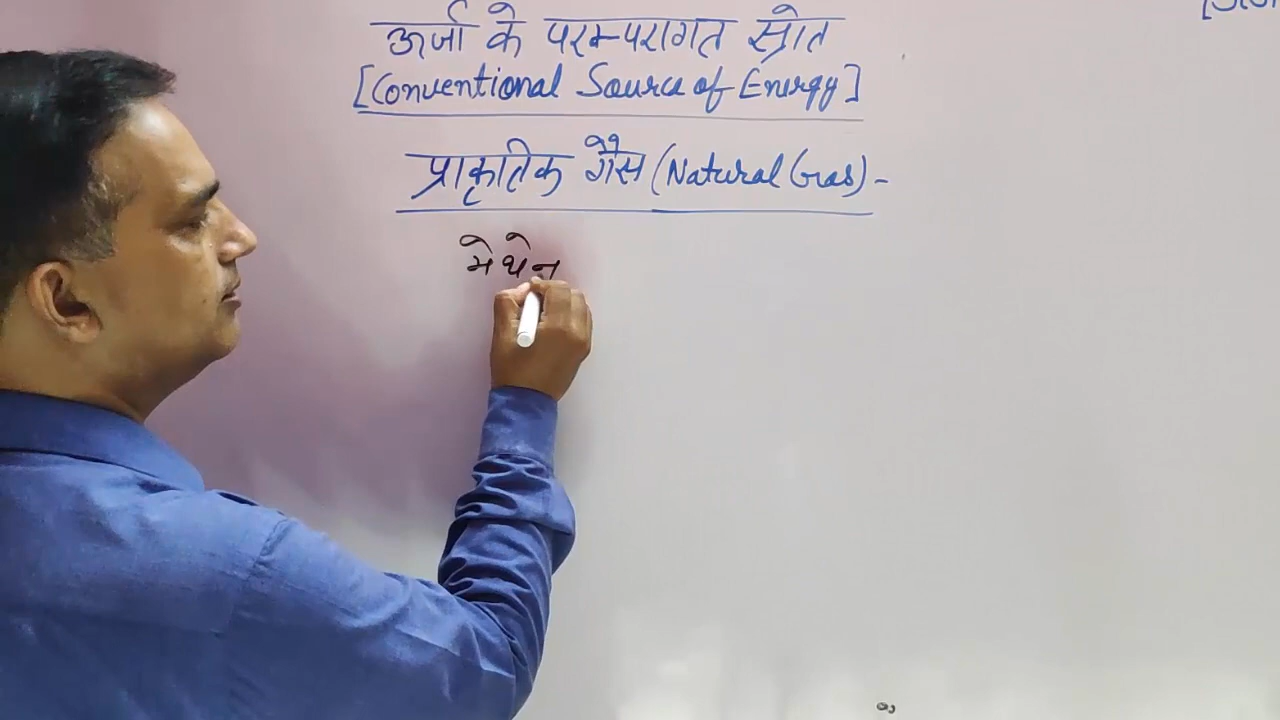 ऊर्जा के परम्परागत स्रोत
[Conventional Source of Energy]
प्राकृतिक गैस (Natural Gas) -
मेथेन